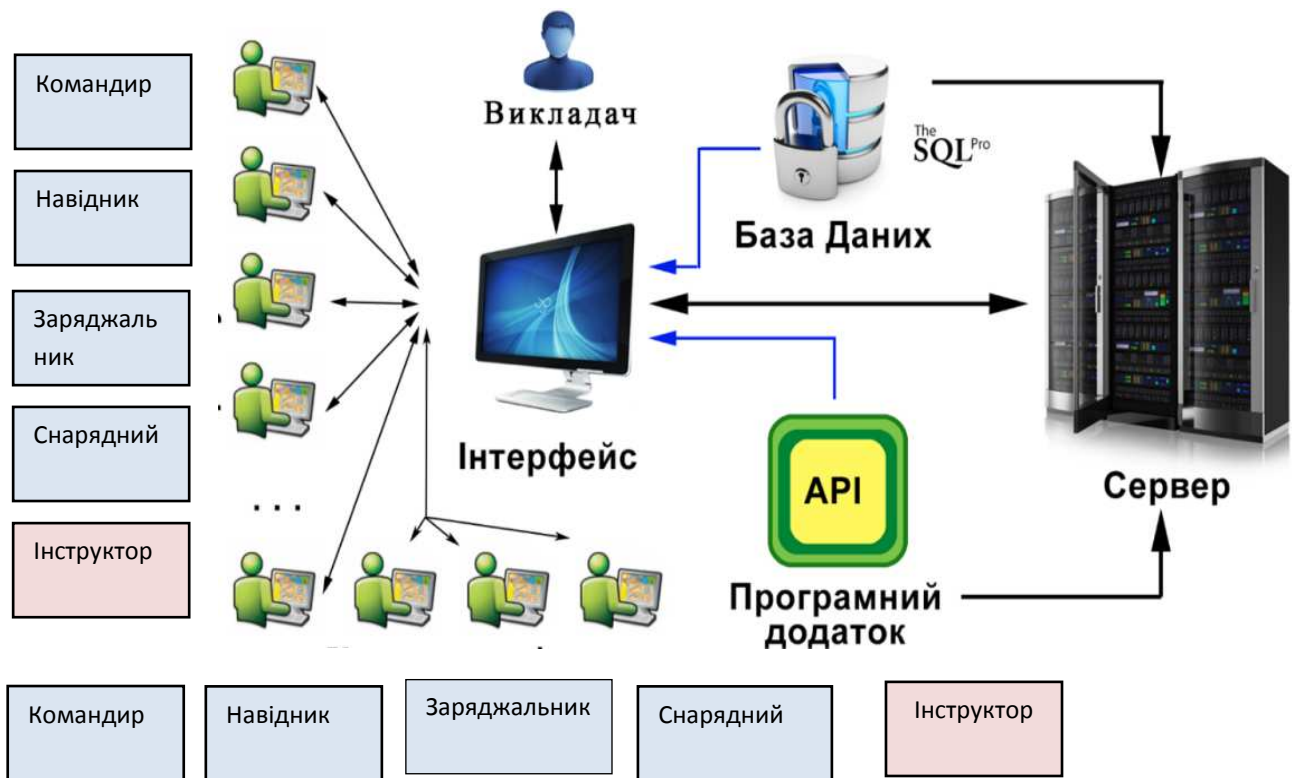 Командир
Викладач
The
SQL Pro
Навідник
База Даних
Заряджаль
ник
Снарядний
Інтерфейс
API
Сервер
. . .
Інструктор
Програмний
додаток
Командир
Навідник
Заряджальник
Снарядний
Інструктор